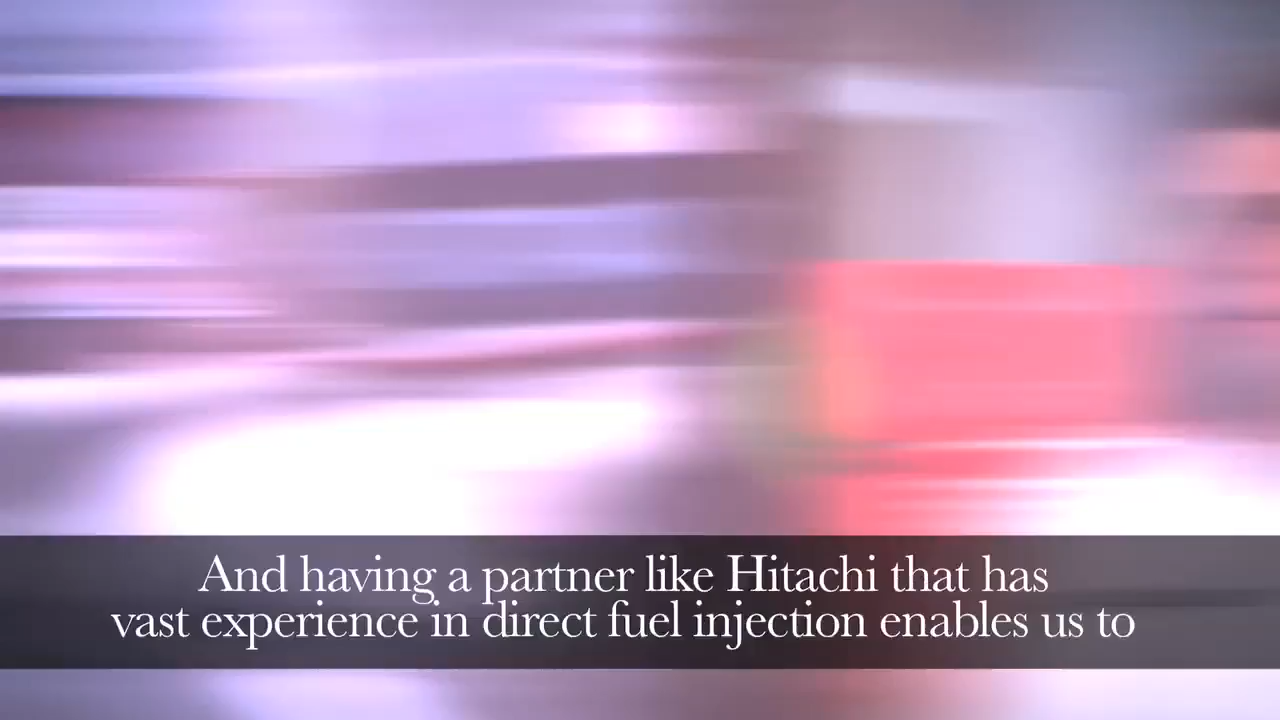 And having a partner like Hitachi that has
vast experience in direct fuel injection enables us to